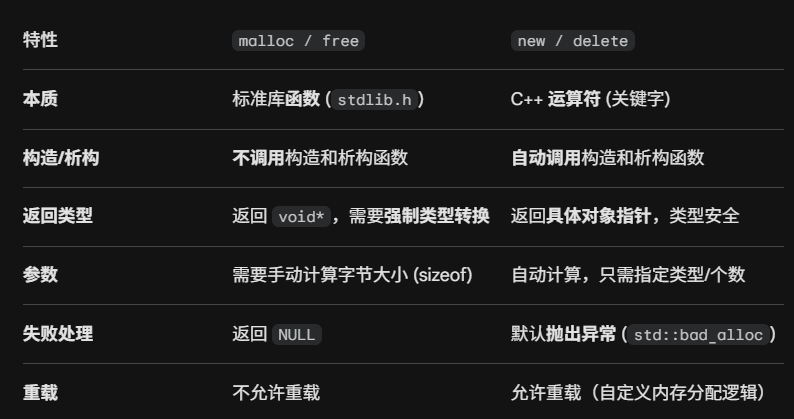 特性 malloc / free new / delete
本质 标准库函数 (stdlib.h) C++ 运算符 (关键字)
构造/析构 不调用构造和析构函数 自动调用构造和析构函数
返回类型 返回 void*，需要强制类型转换 返回具体对象指针，类型安全
参数 需要手动计算字节大小 (sizeof) 自动计算，只需指定类型/个数
失败处理 返回 NULL 默认抛出异常 (std::bad_alloc)
重载 不允许重载 允许重载（自定义内存分配逻辑）